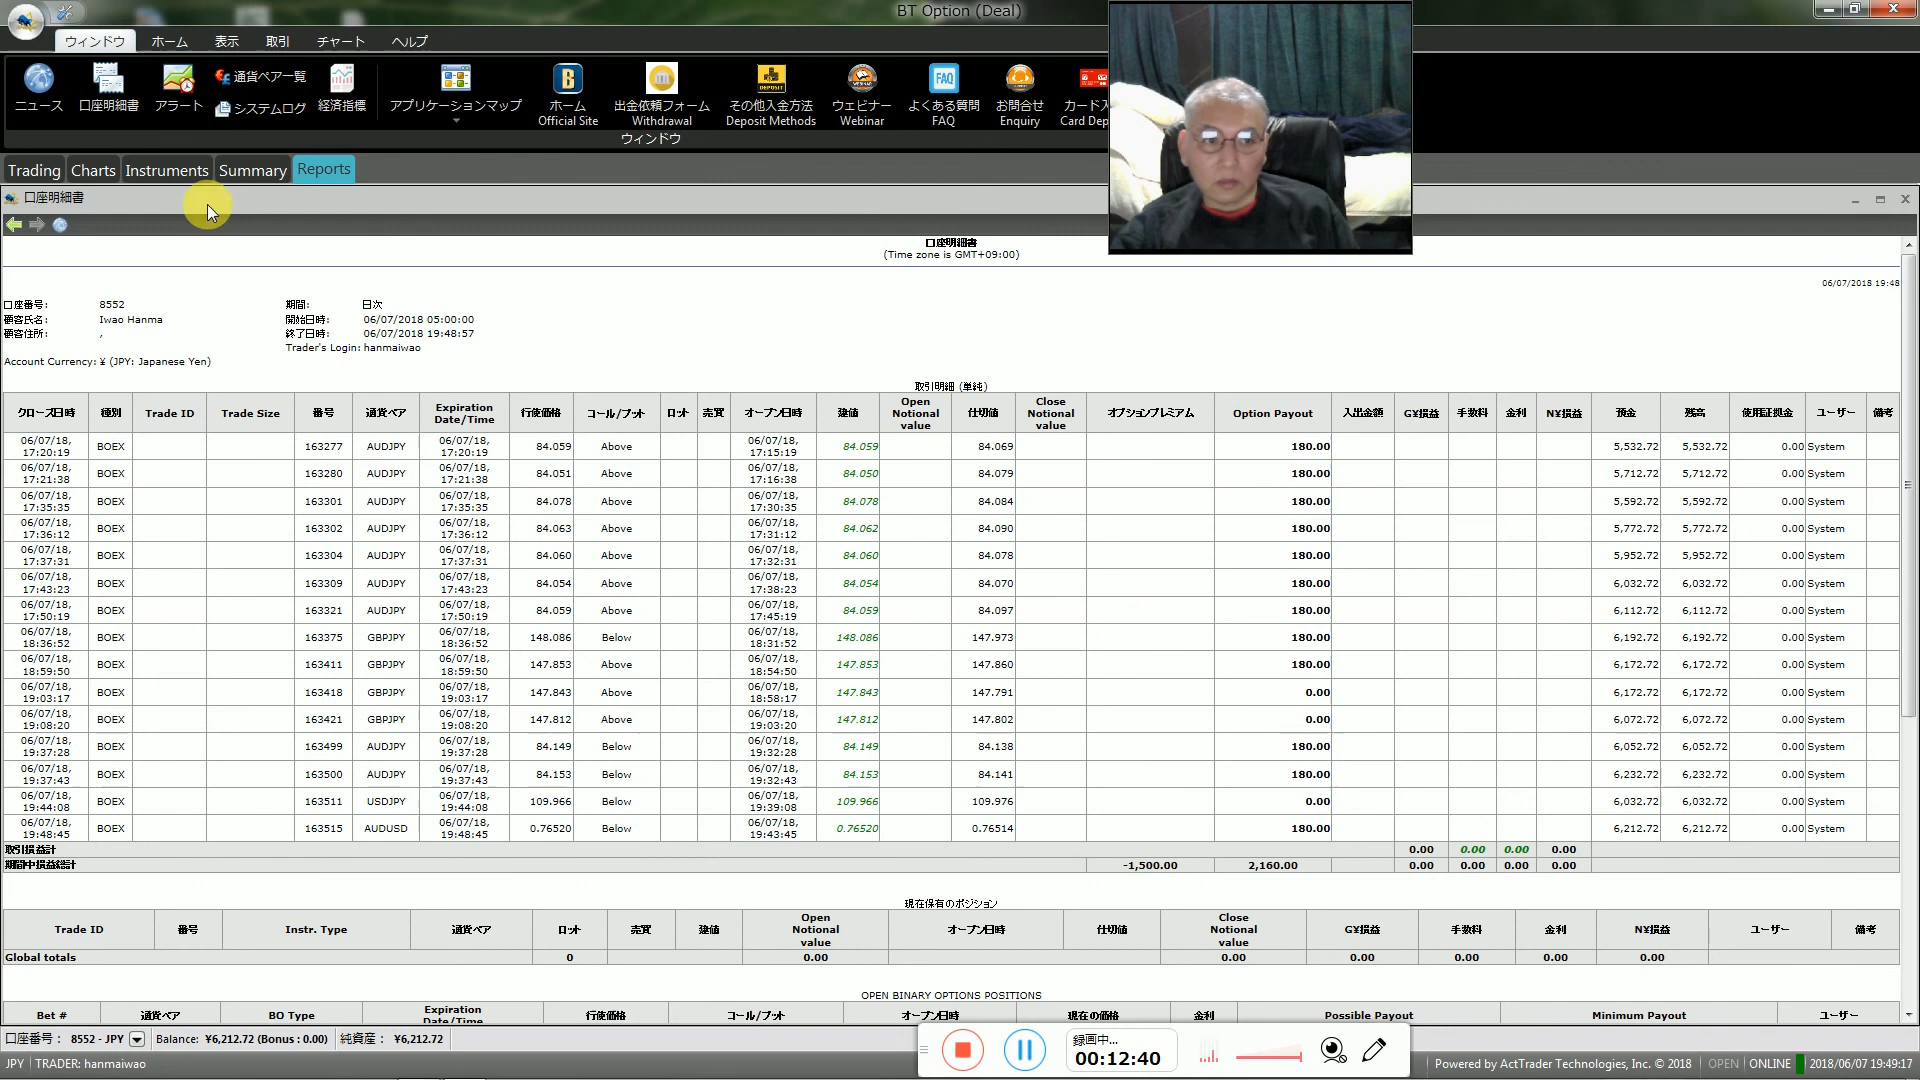 BT Option (Deal)
ウィンドウ ホーム 表示 取引 チャート ヘルプ
ニュース 口座明細書 アラート 通貨ペア一覧 システムログ 経済指標 アプリケーションマップ
ホーム Official Site
出金依頼フォーム Withdrawal
その他入金方法 Deposit Methods
ウェビナー Webinar
よくある質問 FAQ
お問合せ Enquiry
カード入 Card Dep
ウィンドウ
Trading Charts Instruments Summary Reports
口座明細書
口座明細書
(Time zone is GMT+09:00)
06/07/2018 19:48
口座番号: 8552 期間: 日次
顧客氏名: Iwao Hanma 開始日時: 06/07/2018 05:00:00
顧客住所: , 終了日時: 06/07/2018 19:48:57
Trader's Login: hanmaiwao
Account Currency: ¥ (JPY: Japanese Yen)
取引明細 (単純)
クローズ日時 種別 Trade ID Trade Size 番号 通貨ペア Expiration Date/Time 行使価格 コール/プット ロット 売買 オープン日時 建値 Open Notional value 仕切値 Close Notional value オプションプレミアム Option Payout 入出金額 G¥損益 手数料 金利 N¥損益 預金 残高 使用証拠金 ユーザー 備考
06/07/18, 17:20:19 BOEX 163277 AUDJPY 06/07/18, 17:20:19 84.059 Above 06/07/18, 17:15:19 84.059 84.069 180.00 5,532.72 5,532.72 0.00 System
06/07/18, 17:21:38 BOEX 163280 AUDJPY 06/07/18, 17:21:38 84.051 Above 06/07/18, 17:16:38 84.050 84.079 180.00 5,712.72 5,712.72 0.00 System
06/07/18, 17:35:35 BOEX 163301 AUDJPY 06/07/18, 17:35:35 84.078 Above 06/07/18, 17:30:35 84.078 84.084 180.00 5,592.72 5,592.72 0.00 System
06/07/18, 17:36:12 BOEX 163302 AUDJPY 06/07/18, 17:36:12 84.063 Above 06/07/18, 17:31:12 84.062 84.090 180.00 5,772.72 5,772.72 0.00 System
06/07/18, 17:37:31 BOEX 163304 AUDJPY 06/07/18, 17:37:31 84.060 Above 06/07/18, 17:32:31 84.060 84.078 180.00 5,952.72 5,952.72 0.00 System
06/07/18, 17:43:23 BOEX 163309 AUDJPY 06/07/18, 17:43:23 84.054 Above 06/07/18, 17:38:23 84.054 84.070 180.00 6,032.72 6,032.72 0.00 System
06/07/18, 17:50:19 BOEX 163321 AUDJPY 06/07/18, 17:50:19 84.059 Above 06/07/18, 17:45:19 84.059 84.097 180.00 6,112.72 6,112.72 0.00 System
06/07/18, 18:36:52 BOEX 163375 GBPJPY 06/07/18, 18:36:52 148.086 Below 06/07/18, 18:31:52 148.086 147.973 180.00 6,192.72 6,192.72 0.00 System
06/07/18, 18:59:50 BOEX 163411 GBPJPY 06/07/18, 18:59:50 147.853 Above 06/07/18, 18:54:50 147.853 147.860 180.00 6,172.72 6,172.72 0.00 System
06/07/18, 19:03:17 BOEX 163418 GBPJPY 06/07/18, 19:03:17 147.843 Above 06/07/18, 18:58:17 147.843 147.791 0.00 6,172.72 6,172.72 0.00 System
06/07/18, 19:08:20 BOEX 163421 GBPJPY 06/07/18, 19:08:20 147.812 Above 06/07/18, 19:03:20 147.812 147.802 0.00 6,072.72 6,072.72 0.00 System
06/07/18, 19:37:28 BOEX 163499 AUDJPY 06/07/18, 19:37:28 84.149 Below 06/07/18, 19:32:28 84.149 84.138 180.00 6,052.72 6,052.72 0.00 System
06/07/18, 19:37:43 BOEX 163500 AUDJPY 06/07/18, 19:37:43 84.153 Below 06/07/18, 19:32:43 84.153 84.141 180.00 6,232.72 6,232.72 0.00 System
06/07/18, 19:44:08 BOEX 163511 USDJPY 06/07/18, 19:44:08 109.966 Below 06/07/18, 19:39:08 109.966 109.976 0.00 6,032.72 6,032.72 0.00 System
06/07/18, 19:48:45 BOEX 163515 AUDUSD 06/07/18, 19:48:45 0.76520 Below 06/07/18, 19:43:45 0.76520 0.76514 180.00 6,212.72 6,212.72 0.00 System
取引損益計 0.00 0.00 0.00 0.00
期間中損益総計 -1,500.00 2,160.00 0.00 0.00 0.00 0.00
現在保有のポジション
Trade ID 番号 Instr. Type 通貨ペア ロット 売買 建値 Open Notional value オープン日時 仕切値 Close Notional value G¥損益 手数料 金利 N¥損益 ユーザー 備考
Global totals 0 0.00 0.00 0.00 0.00 0.00 0.00
OPEN BINARY OPTIONS POSITIONS
Bet # 通貨ペア BO Type Expiration Date/Time 行使価格 コール/プット オープン日時 現在の価格 金利 Possible Payout Minimum Payout ユーザー
口座番号： 8552 - JPY Balance: ¥6,212.72 (Bonus : 0.00) 純資産： ¥6,212.72
録画中...
00:12:40
JPY TRADER: hanmaiwao Powered by ActTrader Technologies, Inc. © 2018 OPEN ONLINE 2018/06/07 19:49:17